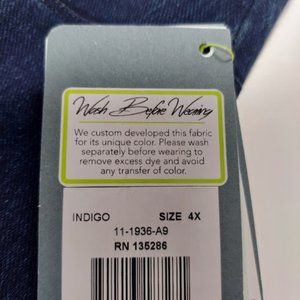 Wash Before Wearing
We custom developed this fabric
for its unique color. Please wash
separately before wearing to
remove excess dye and avoid
any transfer of color.
INDIGO SIZE 4X
11-1936-A9
RN 135286